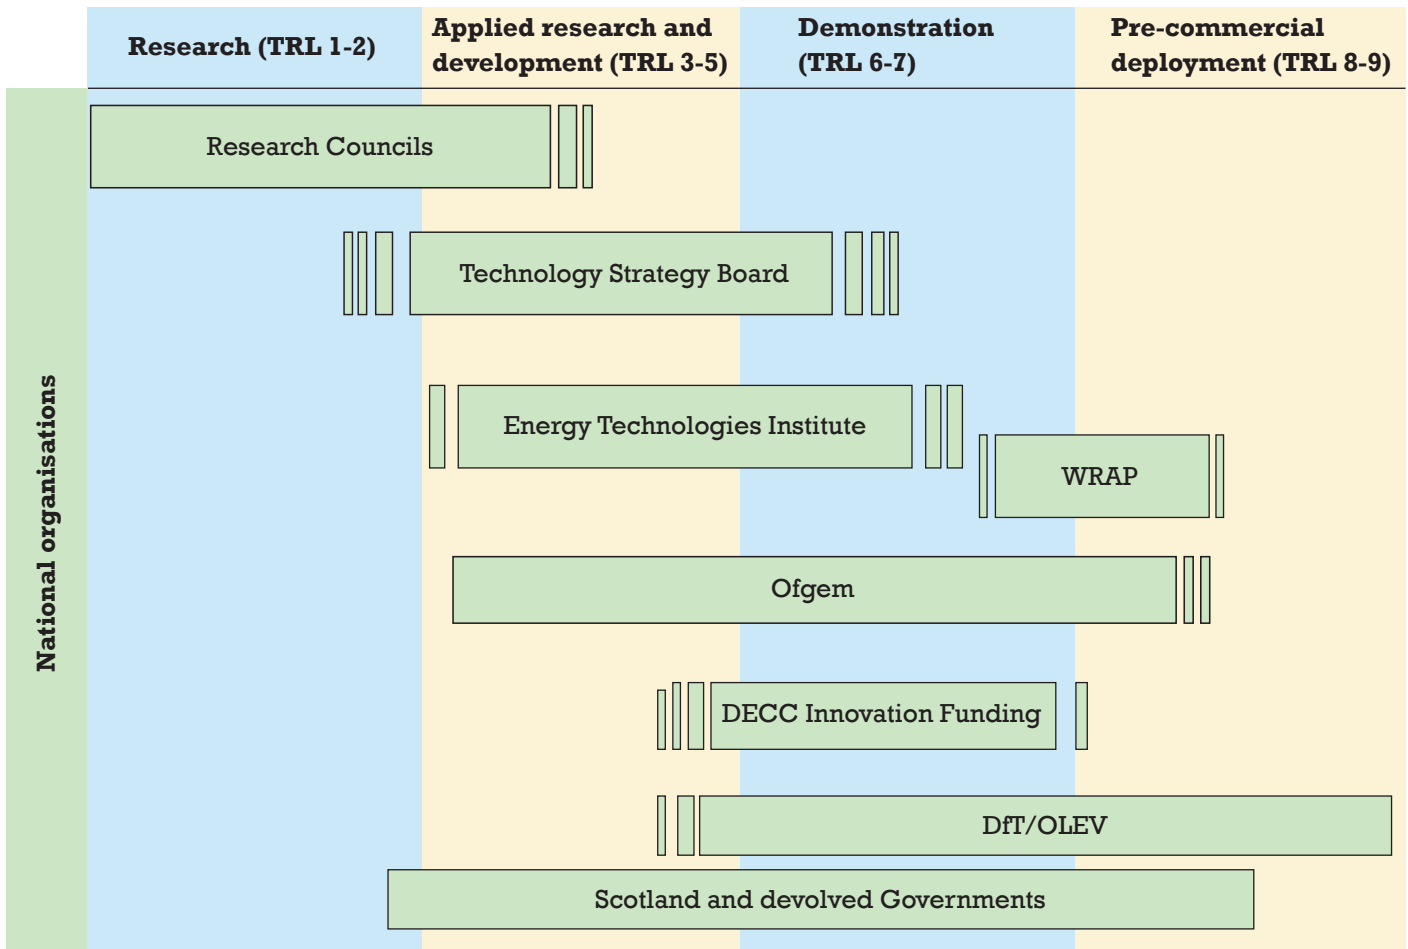 Research (TRL 1-2)
Applied research and
development (TRL 3-5)
Demonstration
(TRL 6-7)
Pre-commercial
deployment (TRL 8-9)
National organisations
Research Councils
Technology Strategy Board
Energy Technologies Institute
WRAP
Ofgem
DECC Innovation Funding
DfT/OLEV
Scotland and devolved Governments